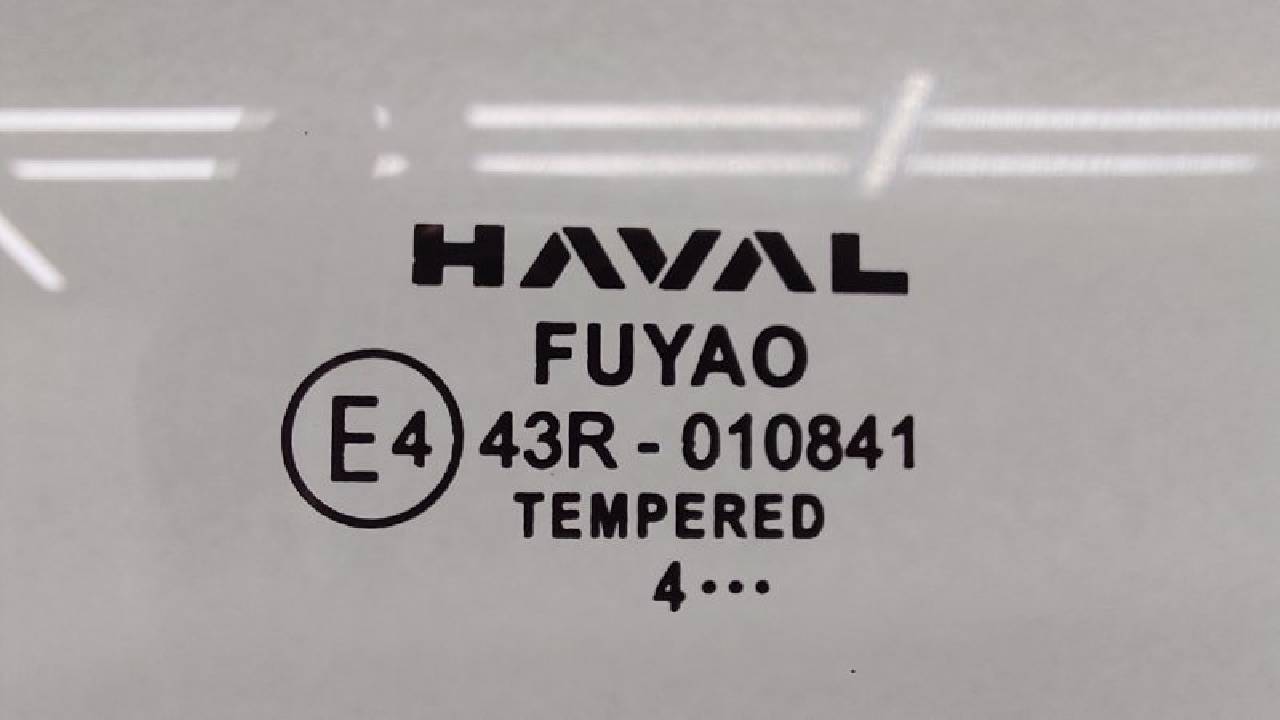 HAVAL
FUYAO
E4 43R - 010841
TEMPERED
4 •••